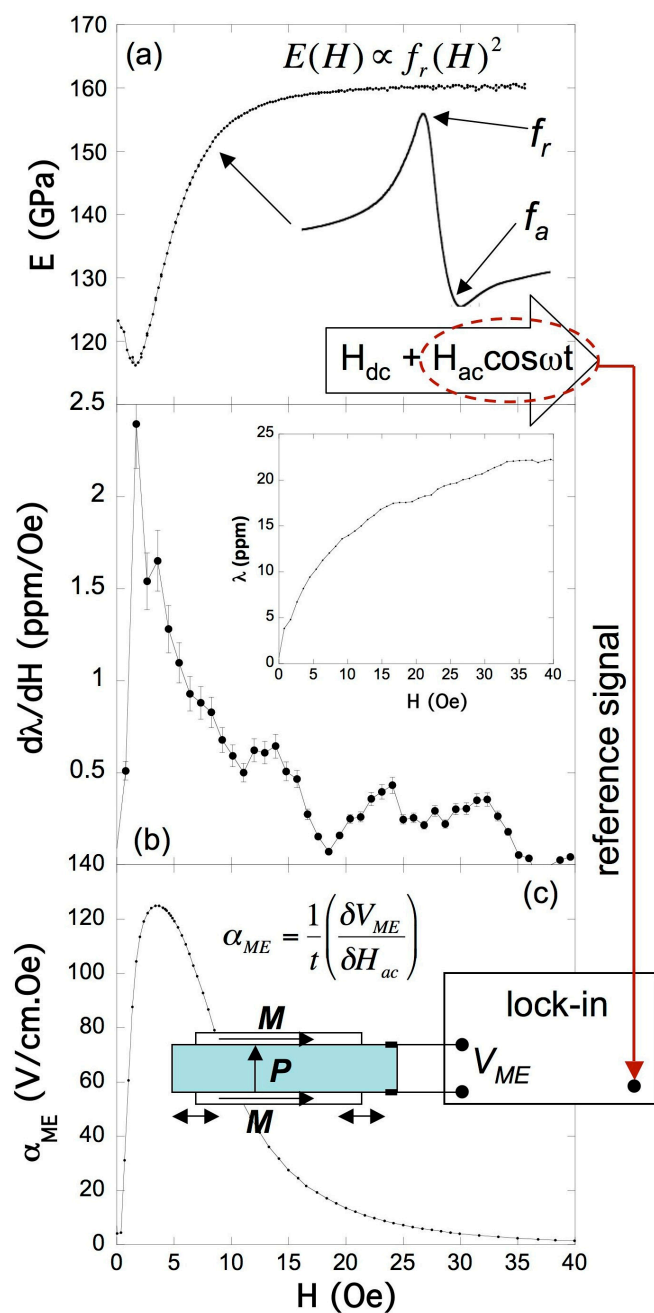 (a)
E(H) ∝ f_r(H)²
170
160
150
140
130
120
E (GPa)
f_r
f_a
H_dc + H_ac cosωt
2.5
2
1.5
1
0.5
dλ/dH (ppm/Oe)
25
20
15
10
5
0
λ (ppm)
0 5 10 15 20 25 30 35 40
H (Oe)
reference signal
(b)
(c)
140
120
100
80
60
40
20
0
α_ME (V/cm.Oe)
α_ME = 1/t (δV_ME/δH_ac)
lock-in
M
P
V_ME
M
0 5 10 15 20 25 30 35 40
H (Oe)